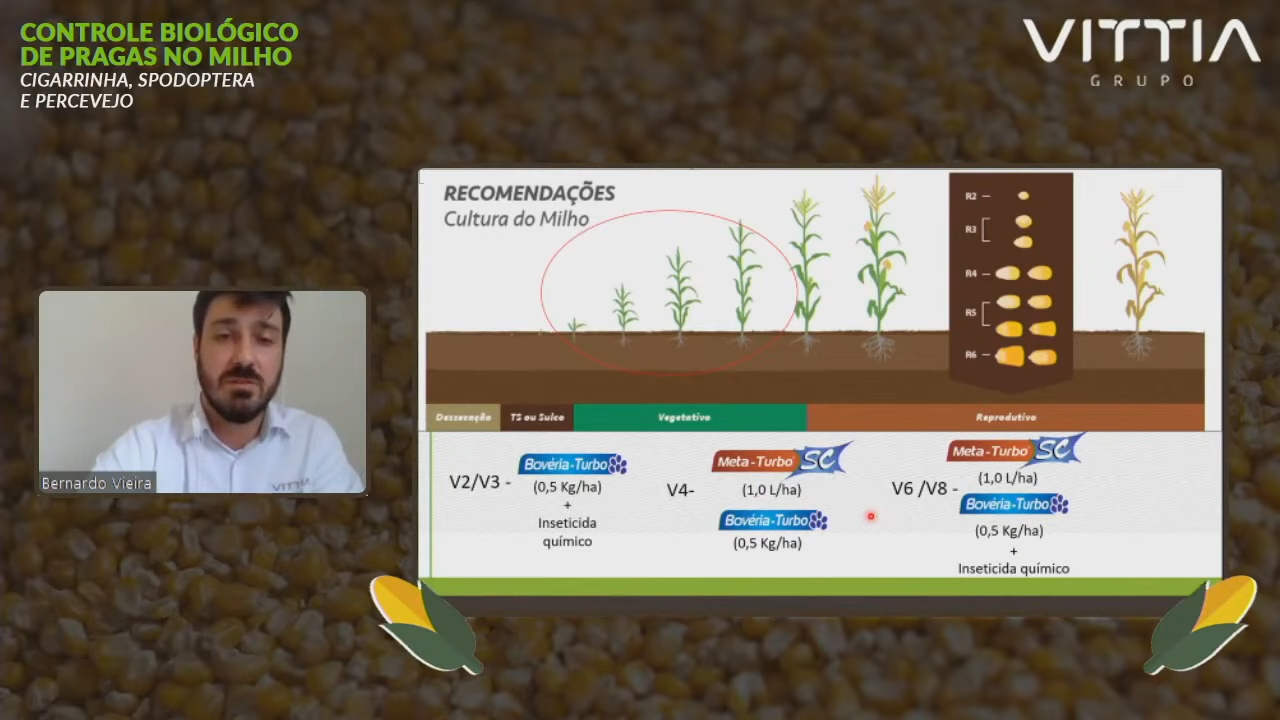 CONTROLE BIOLÓGICO
DE PRAGAS NO MILHO
CIGARRINHA, SPODOPTERA
E PERCEVEJO
VITTIA
GRUPO
RECOMENDAÇÕES
Cultura do Milho
R2
R3
R4
R5
R6
Dessecação
TS ou Sulco
Vegetativo
Reprodutivo
V2/V3 -
Bovéria-Turbo
(0,5 Kg/ha)
+
Inseticida
químico
V4-
Meta-Turbo SC
(1,0 L/ha)
Bovéria-Turbo
(0,5 Kg/ha)
V6 /V8 -
Meta-Turbo SC
(1,0 L/ha)
Bovéria-Turbo
(0,5 Kg/ha)
+
Inseticida químico
Bernardo Vieira
VITTIA